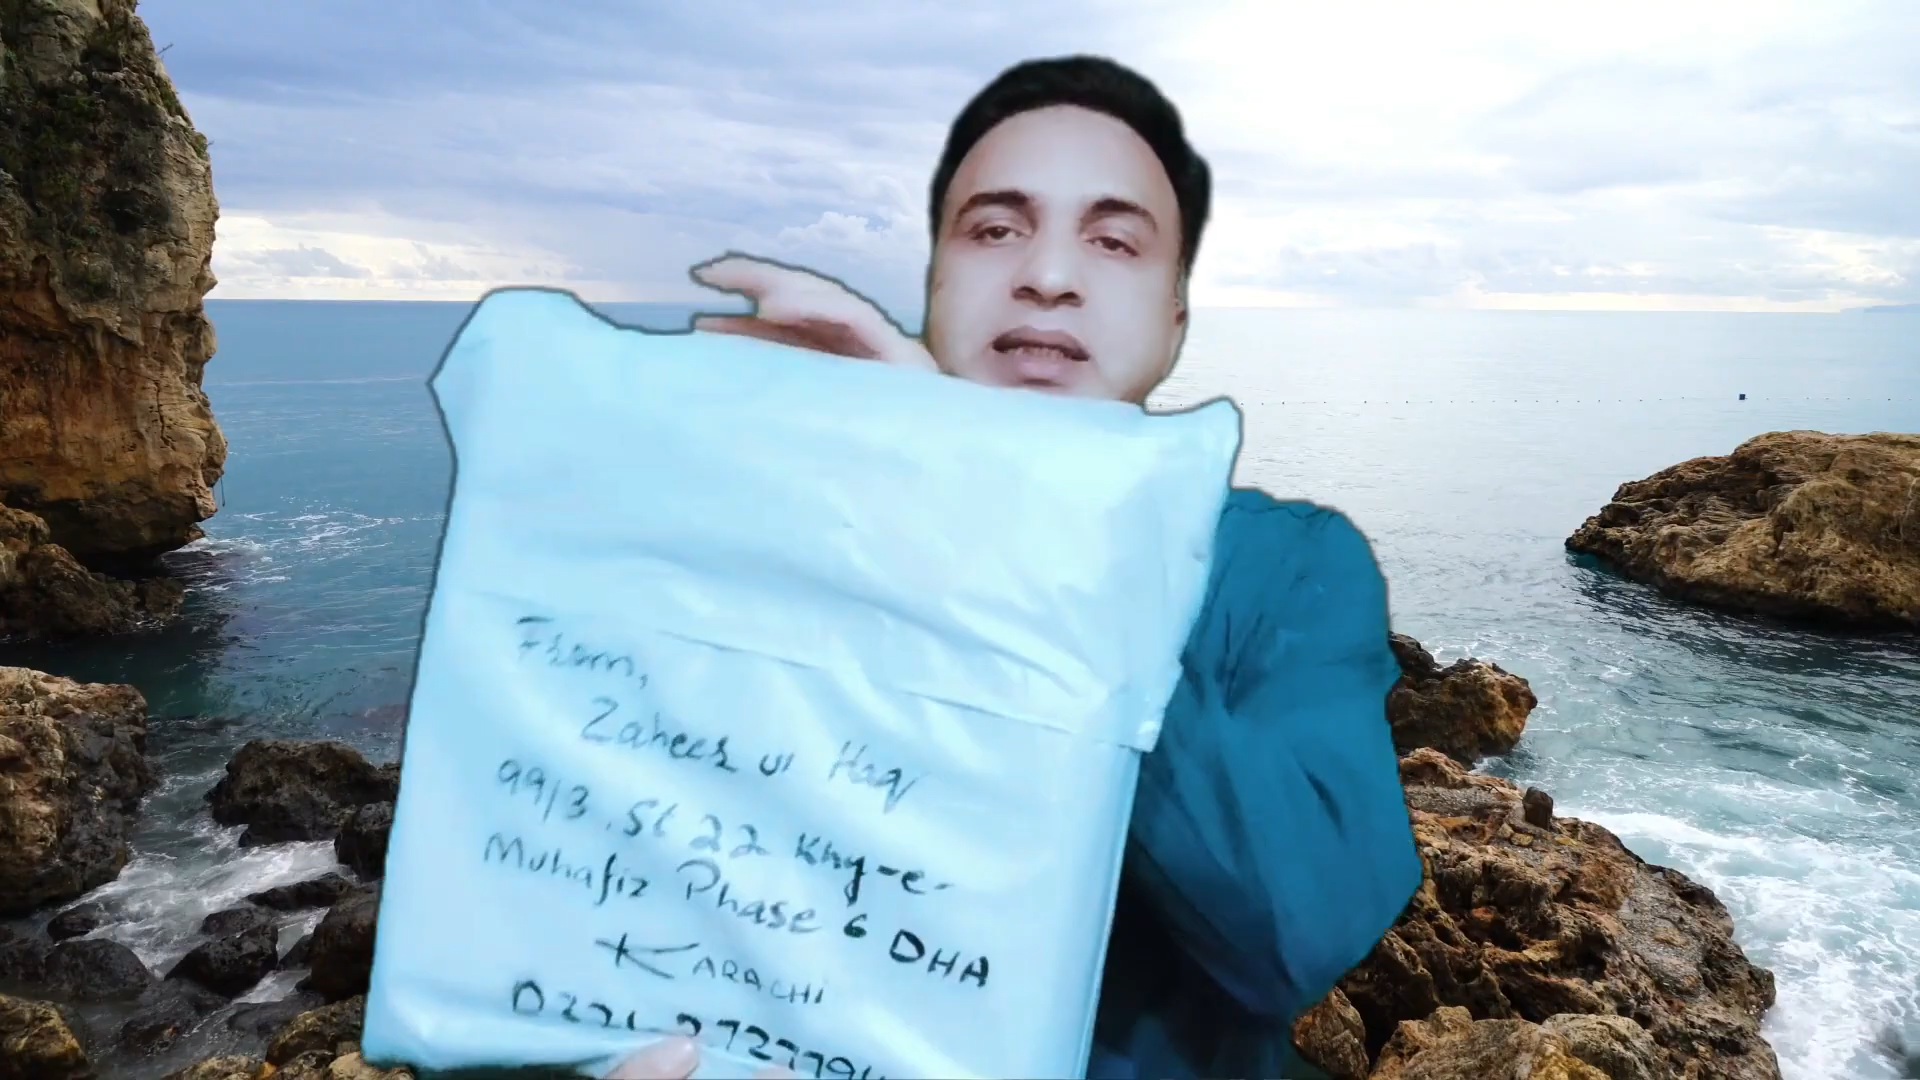 From,
Zaheer ul Haq
99/3, St 22 Khy-e-
Muhafiz Phase 6 DHA
KARACHI